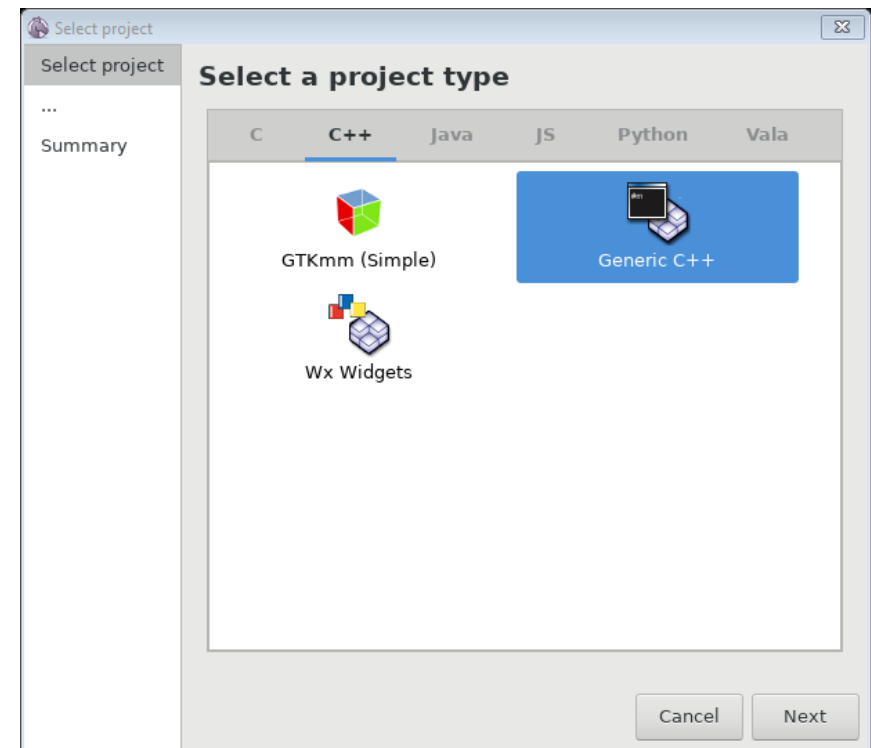 Select project
Select project
...
Summary
Select a project type
C C++ Java JS Python Vala
GTKmm (Simple) Generic C++
Wx Widgets
Cancel Next